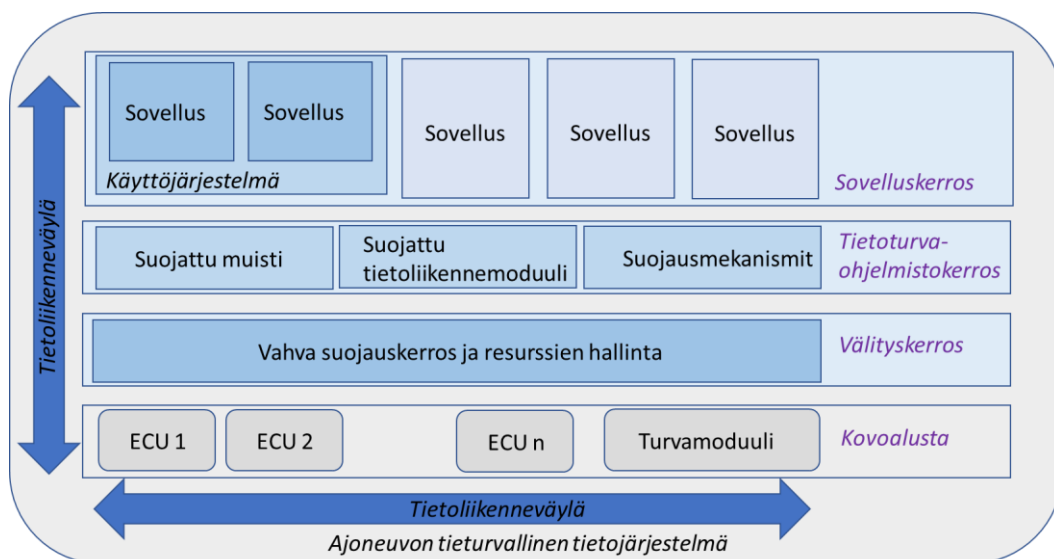 Sovellus
Sovellus
Käyttöjärjestelmä
Sovellus
Sovellus
Sovellus
Sovelluskerros
Suojattu muisti
Suojattu
tietoliikennemoduuli
Suojausmekanismit
Tietoturva-
ohjelmistokerros
Vahva suojauskerros ja resurssien hallinta
Välityskerros
ECU 1
ECU 2
ECU n
Turvamoduuli
Kovoalusta
Tietoliikenneväylä
Tietoliikenneväylä
Ajoneuvon tieturvallinen tietojärjestelmä